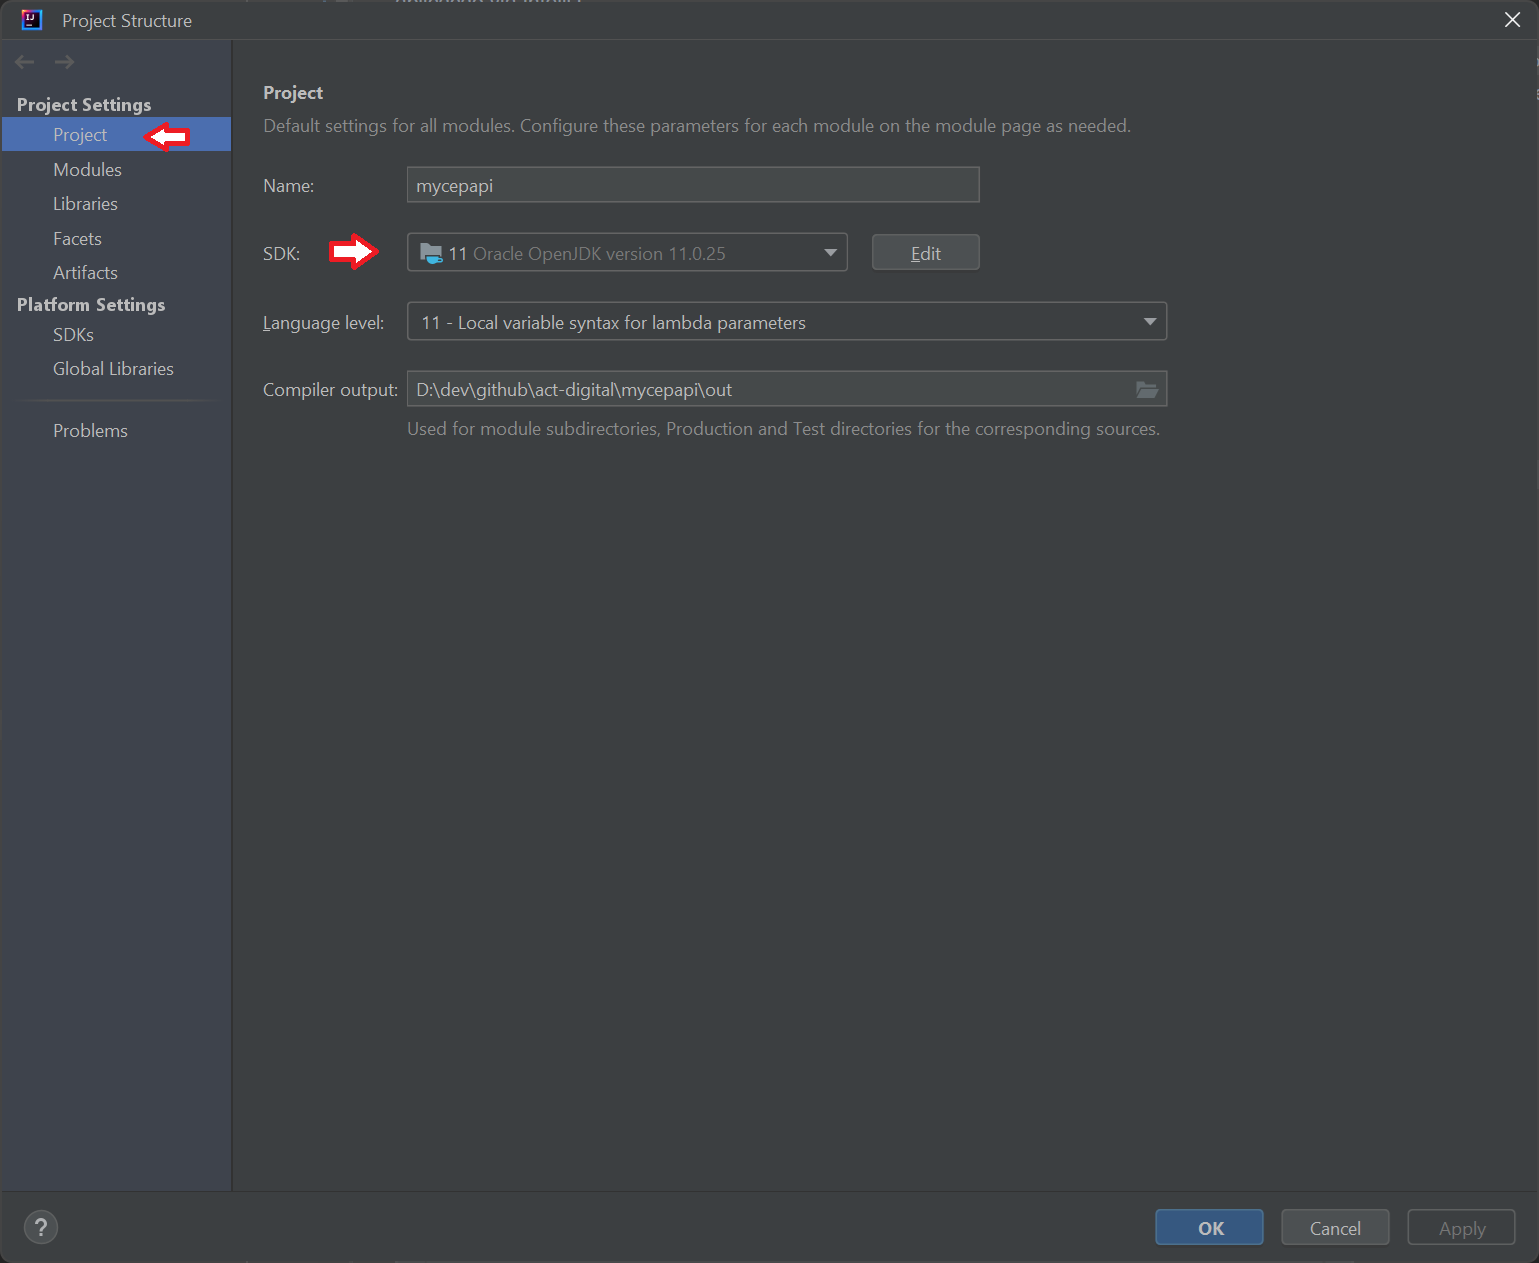 Project Structure
Project Settings
Project
Modules
Libraries
Facets
Artifacts
Platform Settings
SDKs
Global Libraries
Problems
Project
Default settings for all modules. Configure these parameters for each module on the module page as needed.
Name: mycepapi
SDK: 11 Oracle OpenJDK version 11.0.25 Edit
Language level: 11 - Local variable syntax for lambda parameters
Compiler output: D:\dev\github\act-digital\mycepapi\out
Used for module subdirectories, Production and Test directories for the corresponding sources.
? OK Cancel Apply